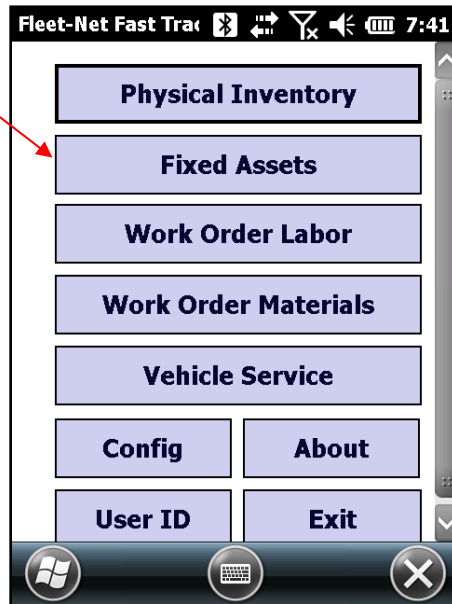 Fleet-Net Fast Trac 7:41
Physical Inventory
Fixed Assets
Work Order Labor
Work Order Materials
Vehicle Service
Config About
User ID Exit